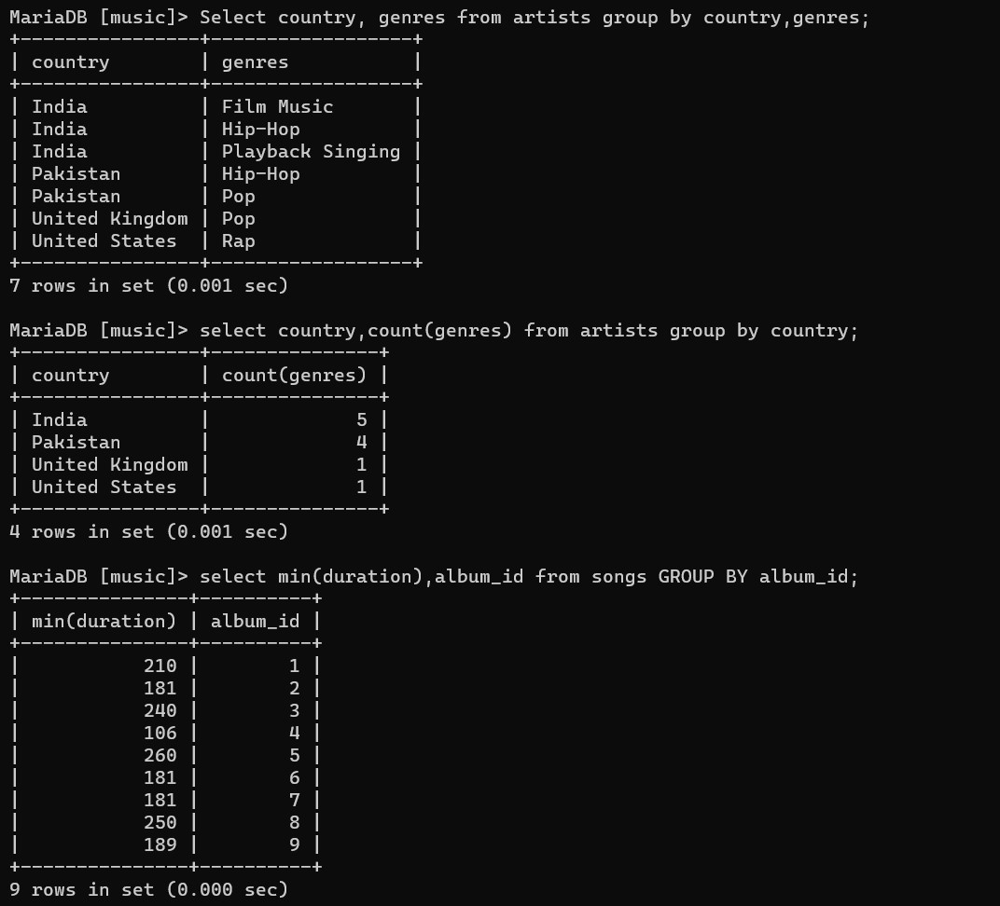 MariaDB [music]> Select country, genres from artists group by country,genres;
+----------------+------------------+
| country        | genres           |
+----------------+------------------+
| India          | Film Music       |
| India          | Hip-Hop          |
| India          | Playback Singing |
| Pakistan       | Hip-Hop          |
| Pakistan       | Pop              |
| United Kingdom | Pop              |
| United States  | Rap              |
+----------------+------------------+
7 rows in set (0.001 sec)

MariaDB [music]> select country,count(genres) from artists group by country;
+----------------+---------------+
| country        | count(genres) |
+----------------+---------------+
| India          |             5 |
| Pakistan       |             4 |
| United Kingdom |             1 |
| United States  |             1 |
+----------------+---------------+
4 rows in set (0.001 sec)

MariaDB [music]> select min(duration),album_id from songs GROUP BY album_id;
+---------------+----------+
| min(duration) | album_id |
+---------------+----------+
|           210 |        1 |
|           181 |        2 |
|           240 |        3 |
|           106 |        4 |
|           260 |        5 |
|           181 |        6 |
|           181 |        7 |
|           250 |        8 |
|           189 |        9 |
+---------------+----------+
9 rows in set (0.000 sec)